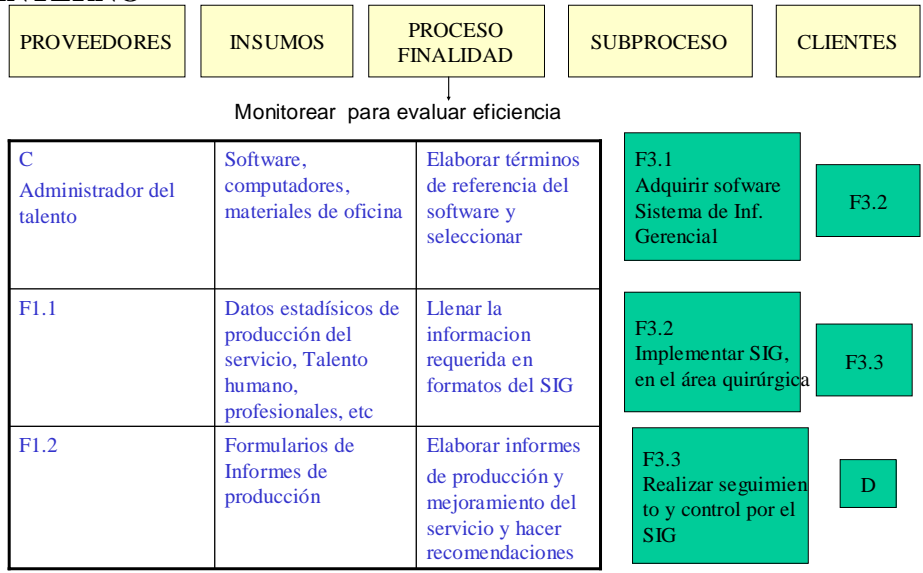 PROVEEDORES
INSUMOS
PROCESO
FINALIDAD
SUBPROCESO
CLIENTES
Monitorear para evaluar eficiencia
C
Administrador del
talento
Software,
computadores,
materiales de oficina
Elaborar términos
de referencia del
software y
seleccionar
F3.1
Adquirir sofware
Sistema de Inf.
Gerencial
F3.2
F1.1
Datos estadísicos de
producción del
servicio, Talento
humano,
profesionales, etc
Llenar la
informacion
requerida en
formatos del SIG
F3.2
Implementar SIG,
en el área quirúrgica
F3.3
F1.2
Formularios de
Informes de
producción
Elaborar informes
de producción y
mejoramiento del
servicio y hacer
recomendaciones
F3.3
Realizar seguimien
to y control por el
SIG
D